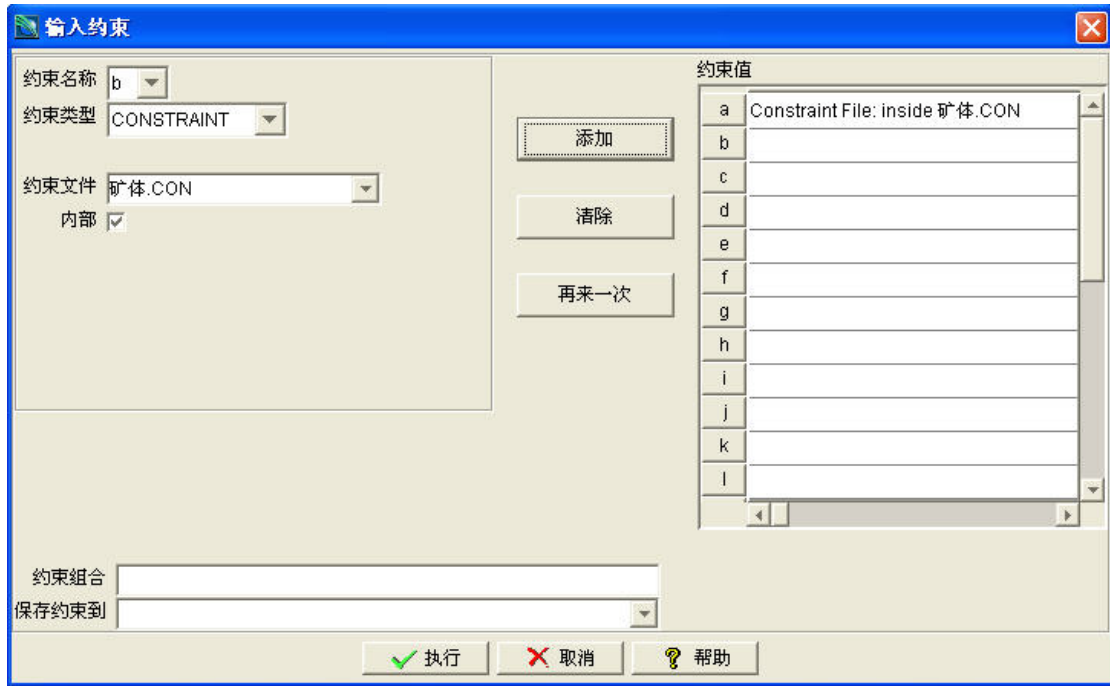 输入约束
约束名称 b
约束类型 CONSTRAINT
约束文件 矿体.CON
内部
添加
清除
再来一次
约束值
a Constraint File: inside 矿体.CON
b
c
d
e
f
g
h
i
j
k
l
约束组合
保存约束到
执行 取消 帮助